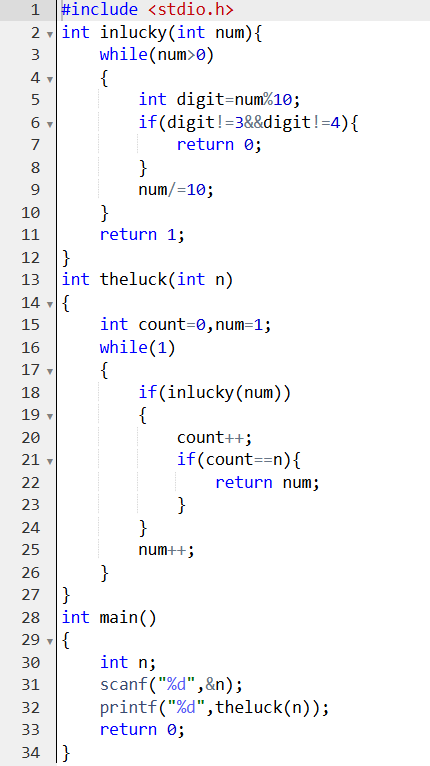 1 #include <stdio.h>
2 int inlucky(int num){
3 while(num>0)
4 {
5 int digit=num%10;
6 if(digit!=3&&digit!=4){
7 return 0;
8 }
9 num/=10;
10 }
11 return 1;
12 }
13 int theluck(int n)
14 {
15 int count=0,num=1;
16 while(1)
17 {
18 if(inlucky(num))
19 {
20 count++;
21 if(count==n){
22 return num;
23 }
24 }
25 num++;
26 }
27 }
28 int main()
29 {
30 int n;
31 scanf("%d",&n);
32 printf("%d",theluck(n));
33 return 0;
34 }